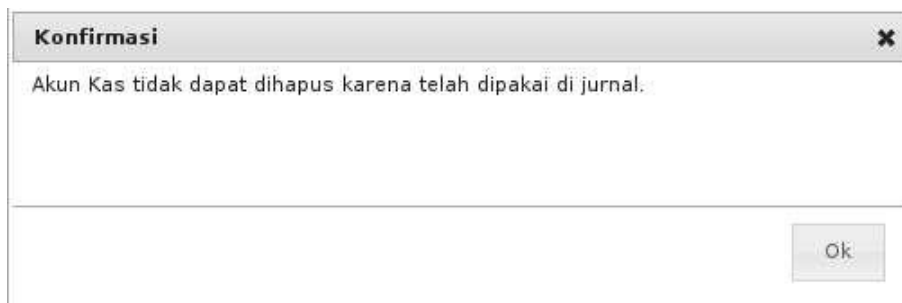 Konfirmasi
Akun Kas tidak dapat dihapus karena telah dipakai di jurnal.
Ok